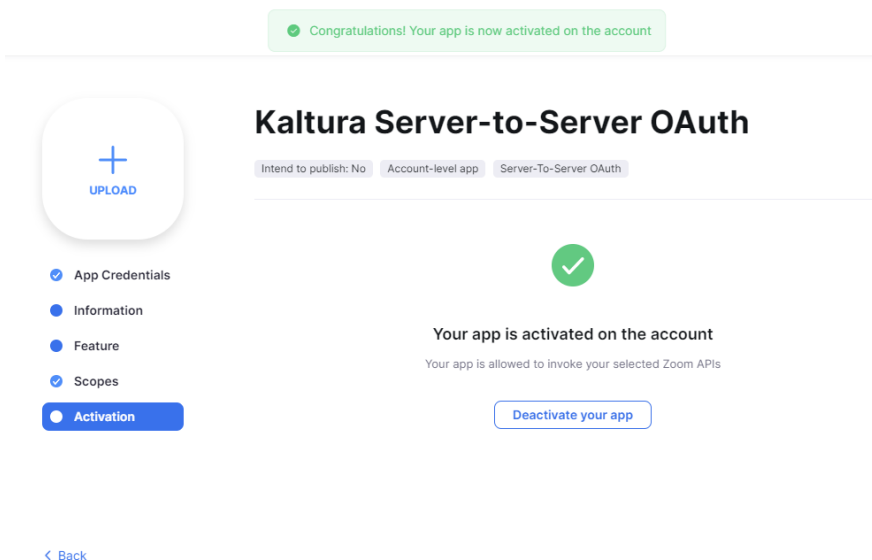 Congratulations! Your app is now activated on the account
UPLOAD
Kaltura Server-to-Server OAuth
Intend to publish: No Account-level app Server-To-Server OAuth
App Credentials
Information
Feature
Scopes
Activation
Your app is activated on the account
Your app is allowed to invoke your selected Zoom APIs
Deactivate your app
Back